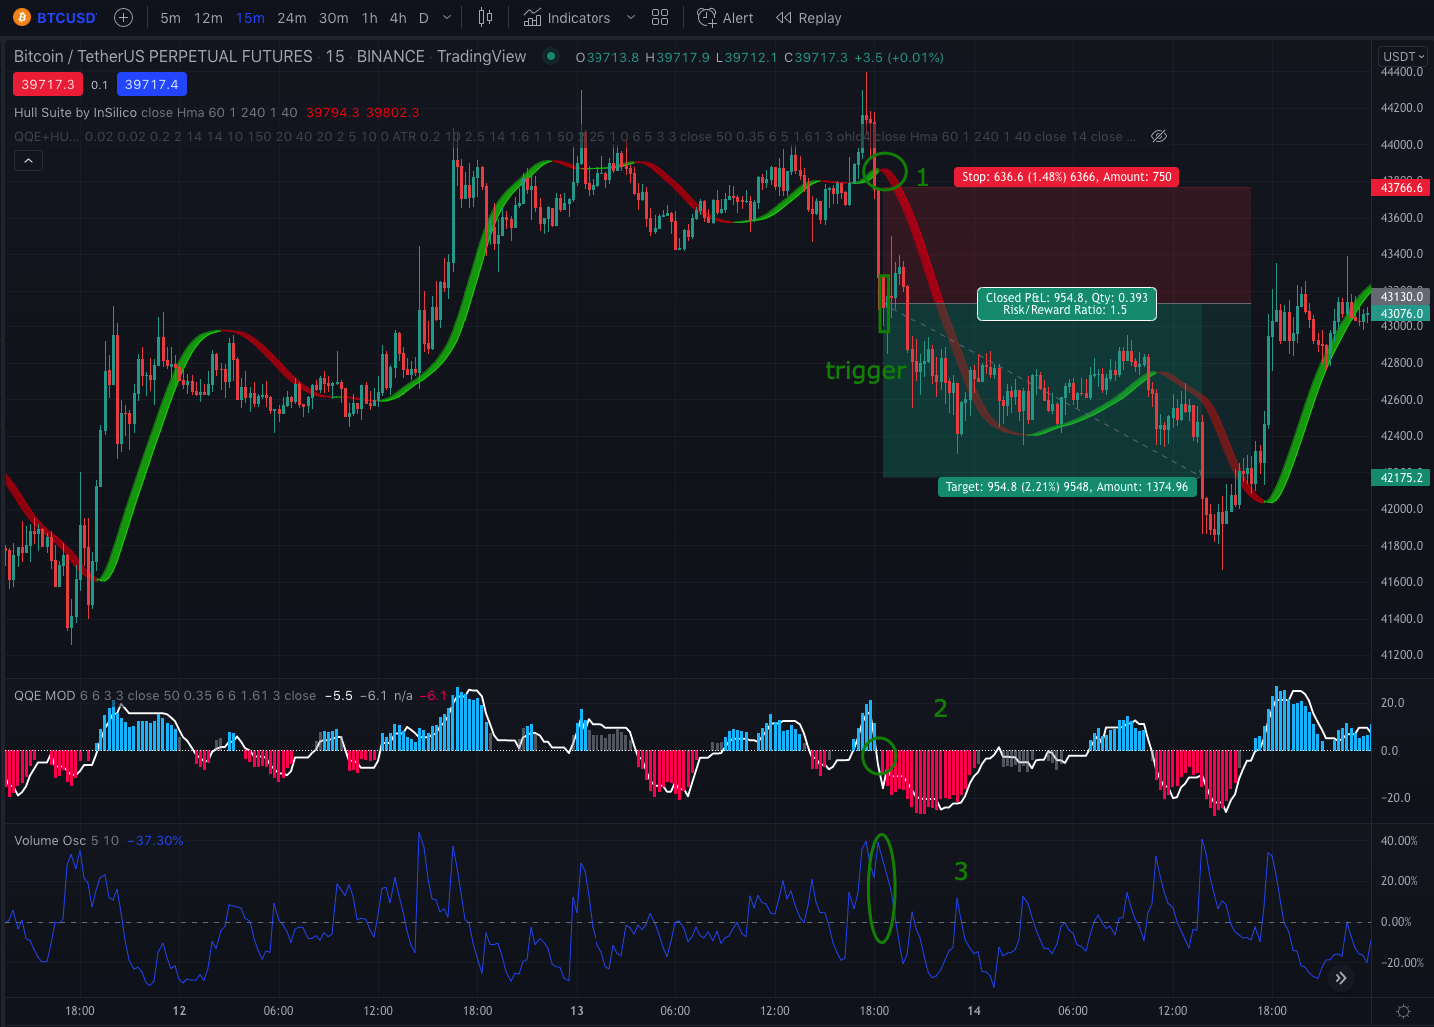 BTCUSD 5m 12m 15m 24m 30m 1h 4h D Indicators Alert Replay
Bitcoin / TetherUS PERPETUAL FUTURES · 15 · BINANCE · TradingView O39713.8 H39717.9 L39712.1 C39717.3 +3.5 (+0.01%)
USDT
39717.3 0.1 39717.4
Hull Suite by InSilico close Hma 60 1 240 1 40 39794.3 39802.3
QQE+HU... 0.02 0.02 0.2 2 14 14 10 150 20 40 20 2 5 10 0 ATR 0.2 10 2.5 14 1.6 1 1 50 2 25 1 0 6 5 3 3 close 50 0.35 6 5 1.61 3 ohlc4 close Hma 60 1 240 1 40 close 14 close ...
44400.0
44200.0
44000.0
43766.6
43600.0
43400.0
43130.0
43076.0
43000.0
42800.0
42600.0
42400.0
42175.2
42000.0
41800.0
41600.0
41400.0
41200.0
1
Stop: 636.6 (1.48%) 6366, Amount: 750
Closed P&L: 954.8, Qty: 0.393
Risk/Reward Ratio: 1.5
trigger
Target: 954.8 (2.21%) 9548, Amount: 1374.96
QQE MOD 6 6 3 3 close 50 0.35 6 6 1.61 3 close −5.5 −6.1 n/a −6.1
2
20.0
0.0
−20.0
Volume Osc 5 10 −37.30%
3
40.00%
20.00%
0.00%
−20.00%
18:00 12 06:00 12:00 18:00 13 06:00 12:00 18:00 14 06:00 12:00 18:00